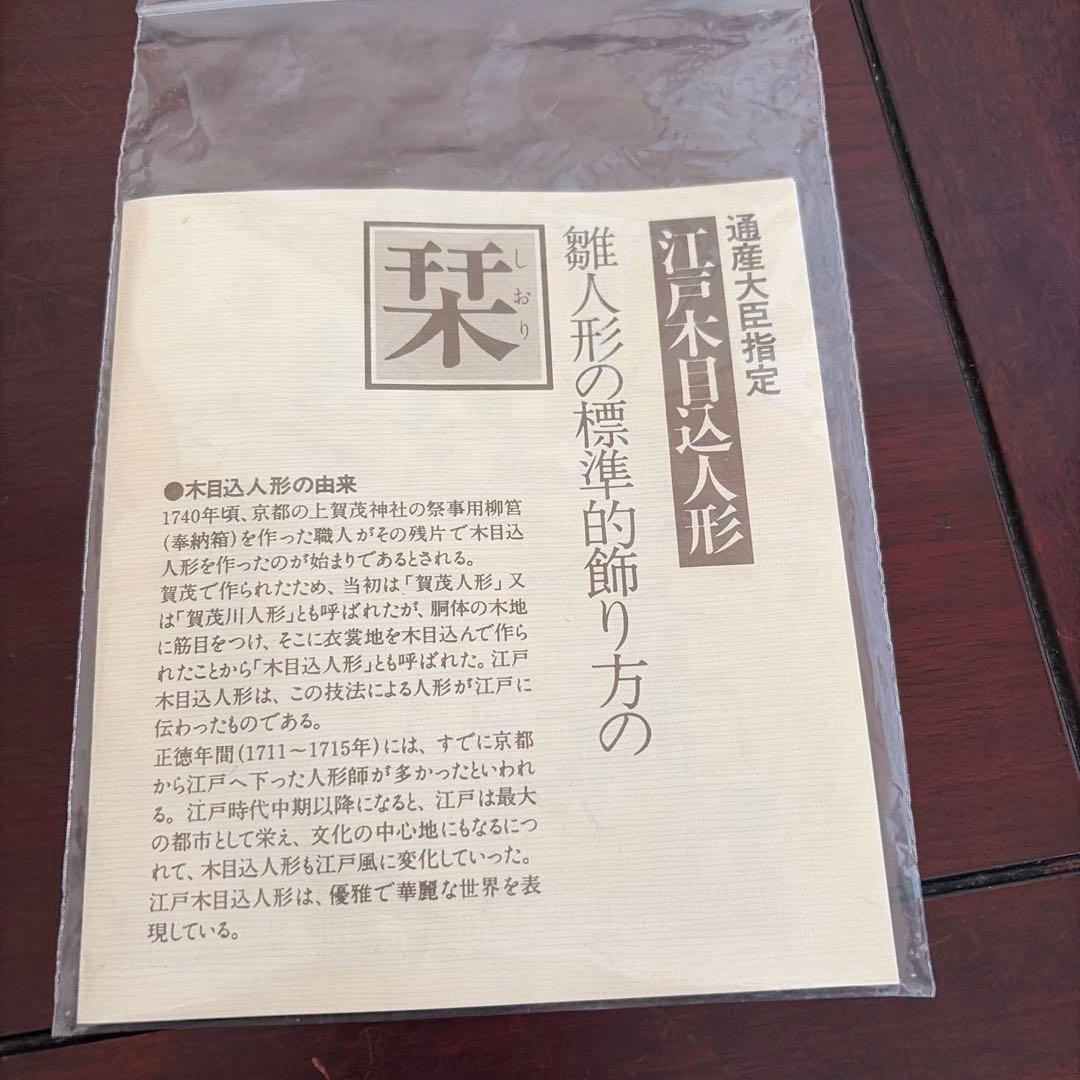 通産大臣指定
江戸木目込人形
雛人形の標準的飾り方の
栞
しおり
●木目込人形の由来
1740年頃、京都の上賀茂神社の祭事用柳筥
(奉納箱)を作った職人がその残片で木目込
人形を作ったのが始まりであるとされる。
賀茂で作られたため、当初は「賀茂人形」又
は「賀茂川人形」とも呼ばれたが、胴体の木地
に筋目をつけ、そこに衣裳地を木目込んで作ら
れたことから「木目込人形」とも呼ばれた。江戸
木目込人形は、この技法による人形が江戸に
伝わったものである。
正徳年間(1711～1715年)には、すでに京都
から江戸へ下った人形師が多かったといわれ
る。江戸時代中期以降になると、江戸は最大
の都市として栄え、文化の中心地にもなるにつ
れて、木目込人形も江戸風に変化していった。
江戸木目込人形は、優雅で華麗な世界を表
現している。